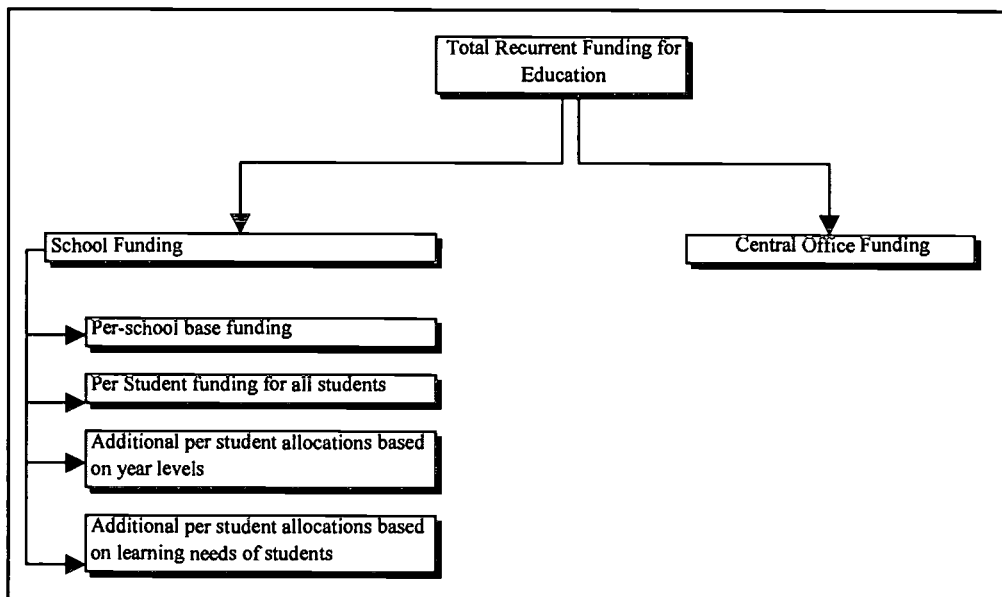 Total Recurrent Funding for
Education
School Funding
Central Office Funding
Per-school base funding
Per Student funding for all students
Additional per student allocations based
on year levels
Additional per student allocations based
on learning needs of students